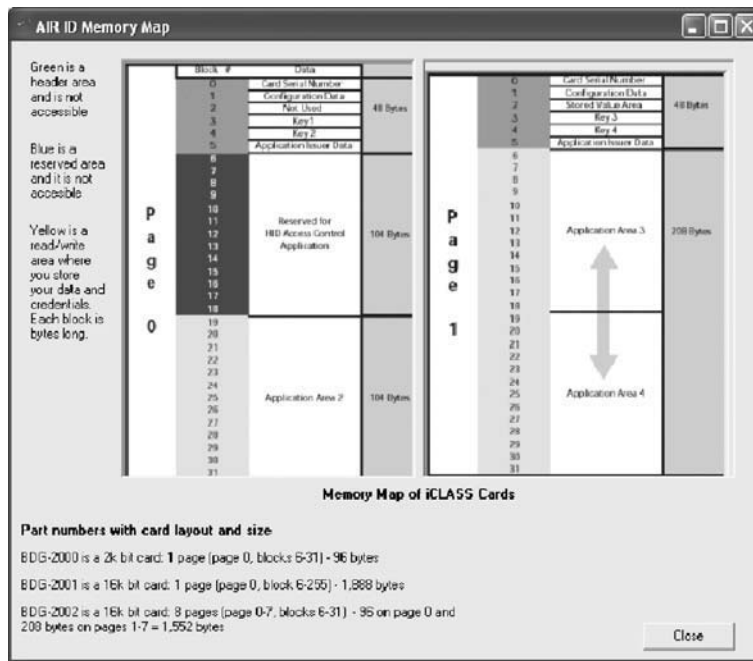 AIR ID Memory Map
Green is a
header area
and is not
accessible
Blue is a
reserved area
and it is not
accesible
Yellow is a
read/write
area where
you store
your data and
credentials.
Each block is
bytes long.
Page 0
Block #
Data
0 Card Serial Number
1 Configuration Data
2 Not Used
3 Key1
4 Key 2
5 Application Issuer Data
48 Bytes
6
7
8
9
10
11
12
13
14
15
16
17
18
Reserved for
HID Access Control
Application
104 Bytes
19
20
21
22
23
24
25
26
27
28
29
30
31
Application Area 2
104 Bytes
Page 1
0 Card Serial Number
1 Configuration Data
2 Stored Value Area
3 Key 3
4 Key 4
5 Application Issuer Data
48 Bytes
6
7
8
9
10
11
12
13
14
15
16
17
18
Application Area 3
208 Bytes
19
20
21
22
23
24
25
26
27
28
29
30
31
Application Area 4
Memory Map of iCLASS Cards
Part numbers with card layout and size
BDG-2000 is a 2k bit card: 1 page (page 0, blocks 6-31) - 96 bytes
BDG-2001 is a 16k bit card: 1 page (page 0, block 6-255) - 1,888 bytes
BDG-2002 is a 16k bit card: 8 pages (page 0-7, blocks 6-31) - 96 on page 0 and
208 bytes on pages 1-7 = 1,552 bytes
Close